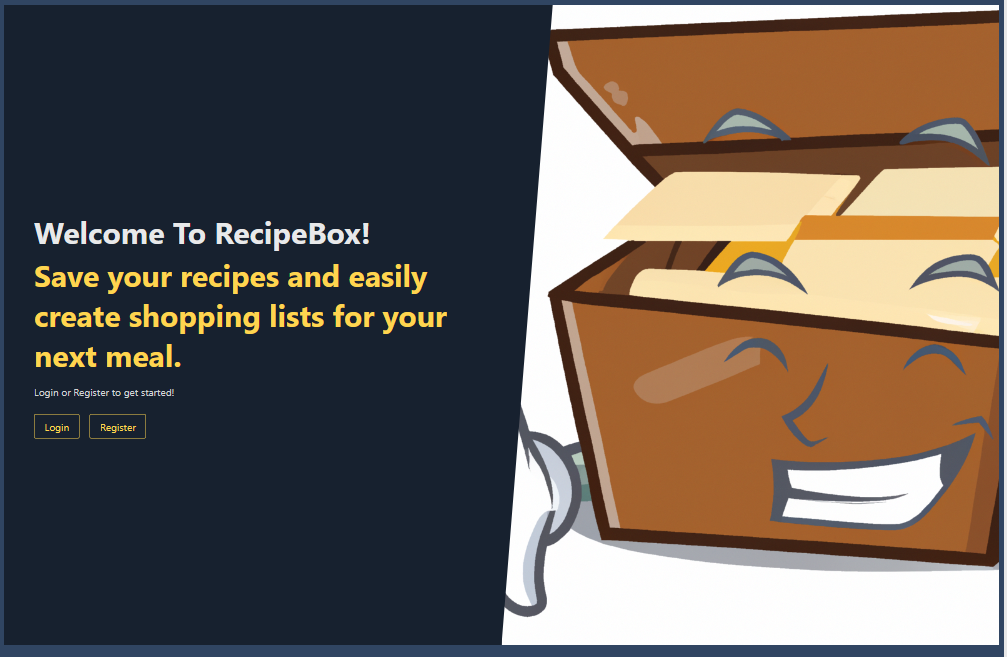 Welcome To RecipeBox!
Save your recipes and easily
create shopping lists for your
next meal.
Login or Register to get started!
Login
Register